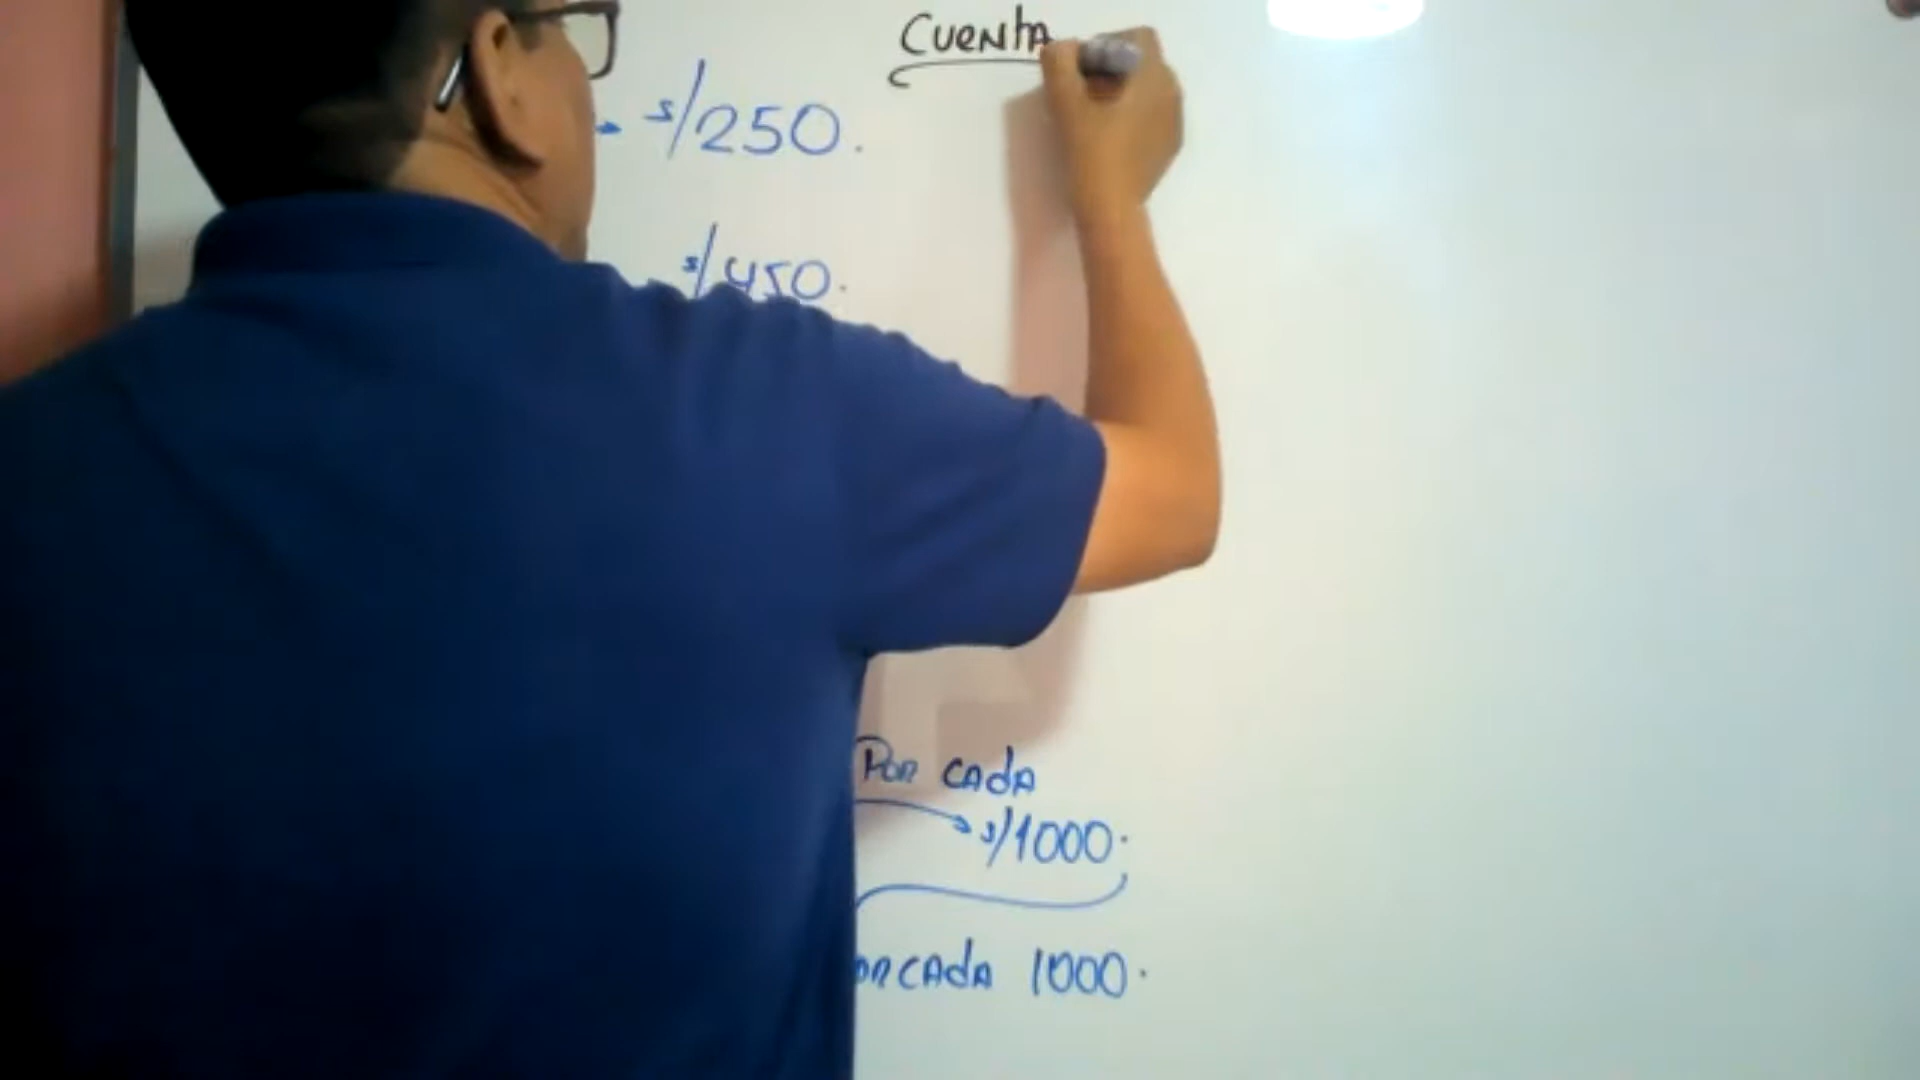 Cuenta
s/250.
s/450.
Por cada
s/1000.
cada 1000.